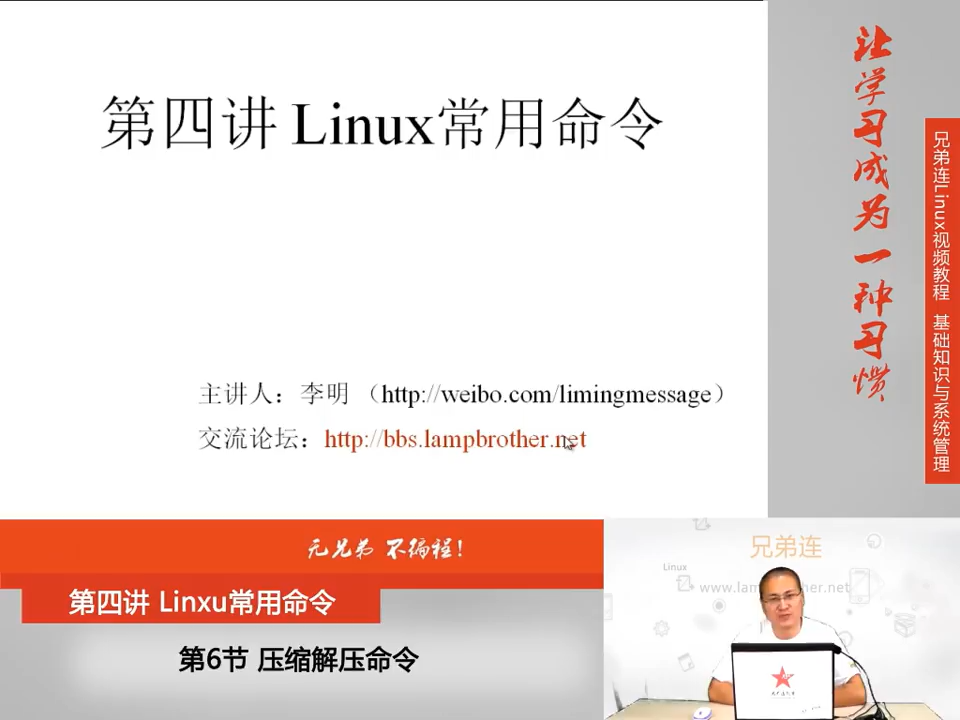 第四讲 Linux常用命令
主讲人：李明 （http://weibo.com/limingmessage）
交流论坛：http://bbs.lampbrother.net
让学习成为一种习惯
兄弟连Linux视频教程 基础知识与系统管理
无兄弟 不编程！
第四讲 Linxu常用命令
第6节 压缩解压命令
兄弟连
Linux